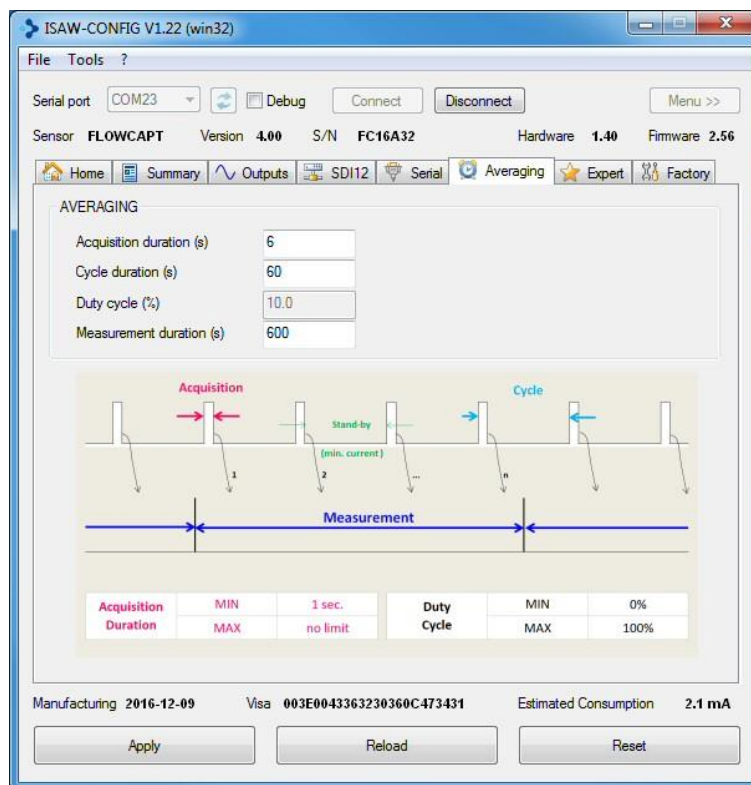 ISAW-CONFIG V1.22 (win32)
File Tools ?
Serial port COM23 Debug Connect Disconnect Menu >>
Sensor FLOWCAPT Version 4.00 S/N FC16A32 Hardware 1.40 Firmware 2.56
Home Summary Outputs SDI12 Serial Averaging Expert Factory
AVERAGING
Acquisition duration (s) 6
Cycle duration (s) 60
Duty cycle (%) 10.0
Measurement duration (s) 600
Acquisition Cycle
Stand-by
(min. current)
1 2 ... n
Measurement
Acquisition Duration MIN 1 sec. Duty Cycle MIN 0%
MAX no limit MAX 100%
Manufacturing 2016-12-09 Visa 003E0043363230360C473431 Estimated Consumption 2.1 mA
Apply Reload Reset